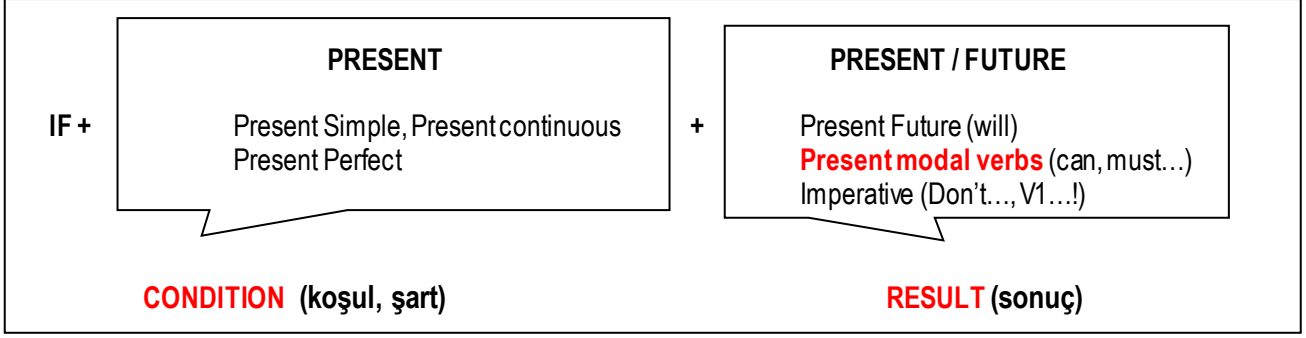 PRESENT
PRESENT / FUTURE
IF +
Present Simple, Present continuous
Present Perfect
+
Present Future (will)
Present modal verbs (can, must…)
Imperative (Don't…, V1…!)
CONDITION (koşul, şart)
RESULT (sonuç)